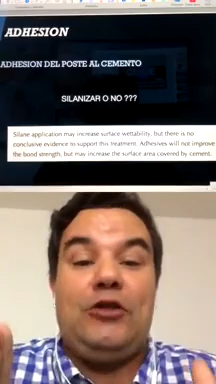 ADHESION
ADHESION DEL POSTE AL CEMENTO
SILANIZAR O NO ???
Silane application may increase surface wettability, but there is no
conclusive evidence to support this treatment. Adhesives will not improve
the bond strength, but may increase the surface area covered by cement.